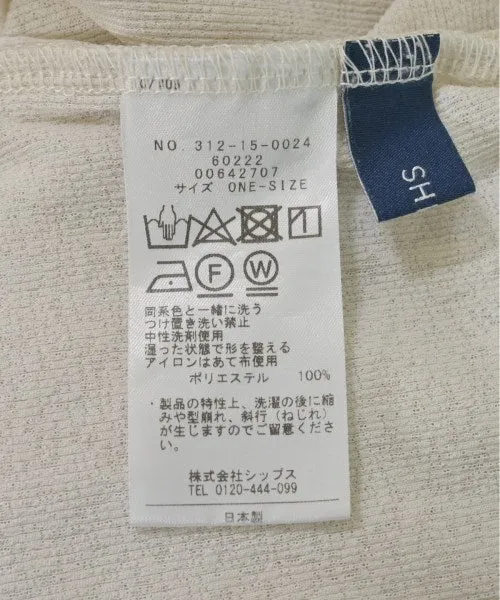 NO. 312-15-0024
60222
00642707
サイズ ONE-SIZE
F W
同系色と一緒に洗う
つけ置き洗い禁止
中性洗剤使用
湿った状態で形を整える
アイロンはあて布使用
ポリエステル 100%
・製品の特性上、洗濯の後に縮
みや型崩れ、斜行(ねじれ)
が生じますのでご留意くださ
い。
株式会社シップス
TEL 0120-444-099
日本製
SH